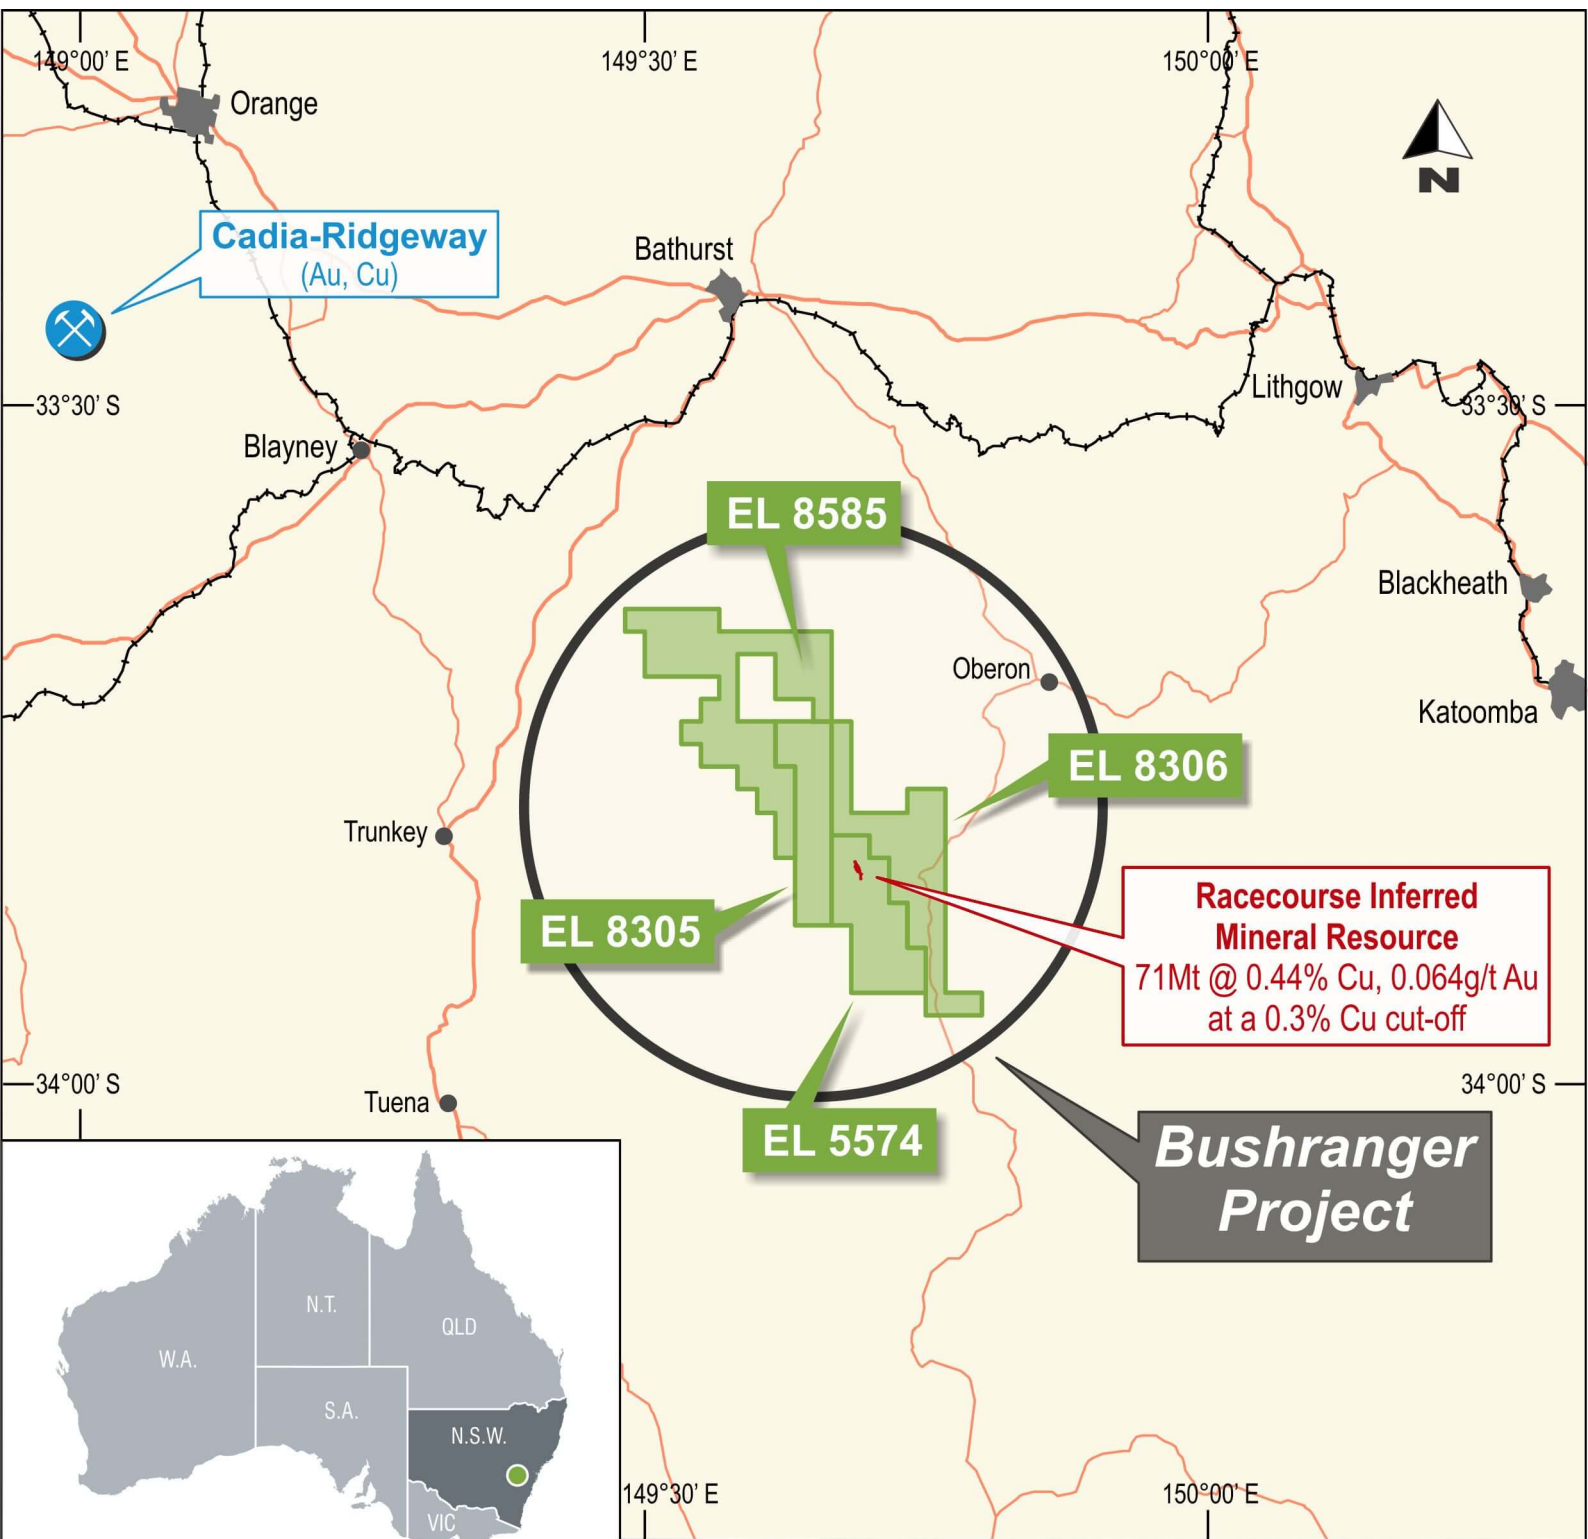 149°00' E
149°30' E
150°00' E
Orange
N
Cadia-Ridgeway
(Au, Cu)
Bathurst
Lithgow
33°30' S
33°30' S
Blayney
EL 8585
Blackheath
Oberon
Katoomba
EL 8306
Trunkey
Racecourse Inferred
Mineral Resource
71Mt @ 0.44% Cu, 0.064g/t Au
at a 0.3% Cu cut-off
EL 8305
34°00' S
34°00' S
Tuena
EL 5574
Bushranger
Project
N.T.
QLD
W.A.
S.A.
N.S.W.
VIC
149°30' E
150°00' E